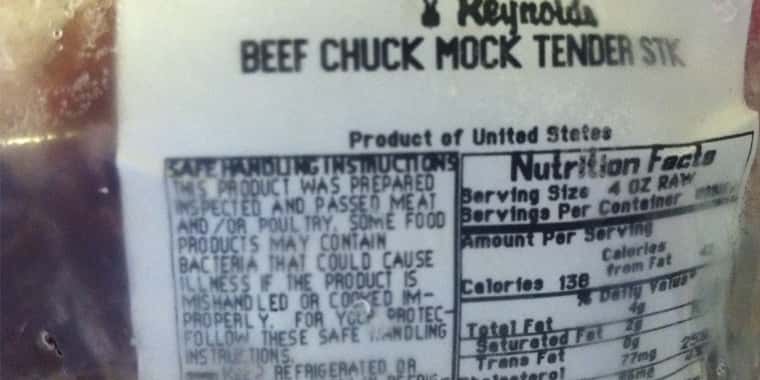 Reynolds
BEEF CHUCK MOCK TENDER STK
Product of United States
SAFE HANDLING INSTRUCTIONS
THIS PRODUCT WAS PREPARED
INSPECTED AND PASSED MEAT
AND/OR POULTRY. SOME FOOD
PRODUCTS MAY CONTAIN
BACTERIA THAT COULD CAUSE
ILLNESS IF THE PRODUCT IS
MISHANDLED OR COOKED IM-
PROPERLY. FOR YOUR PROTEC-
FOLLOW THESE SAFE HANDLING
INSTRUCTIONS.
KEEP REFRIGERATED OR
Nutrition Facts
Serving Size 4 OZ RAW
Servings Per Container
Amount Per Serving
Calories
from Fat
Calories 138
% Daily Value*
Total Fat 4g
Saturated Fat 2g
Trans Fat 0g
77mg 25%